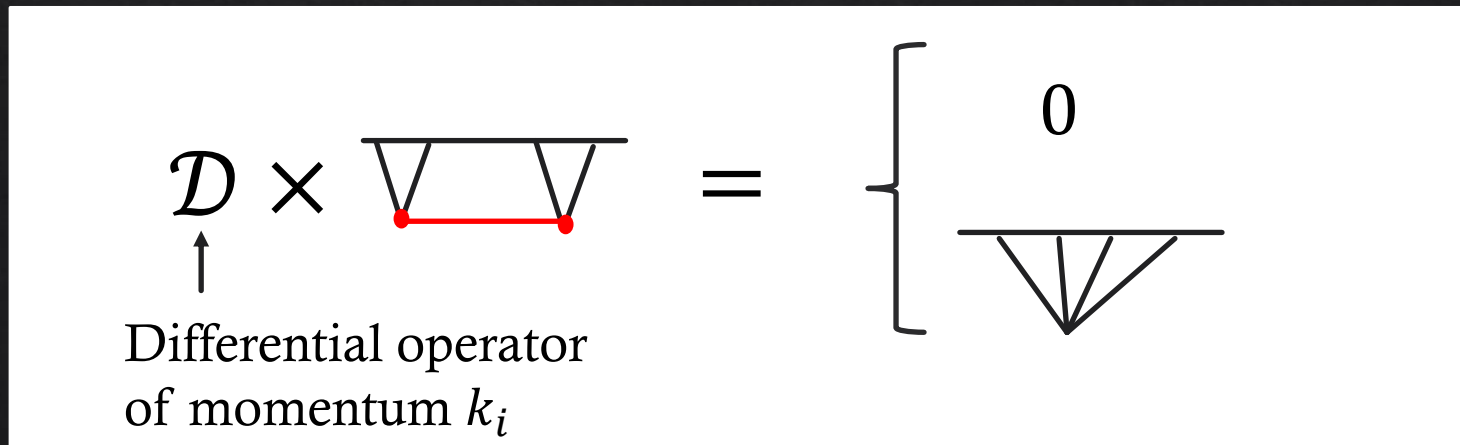 𝒟 × =
0
Differential operator
of momentum kᵢ